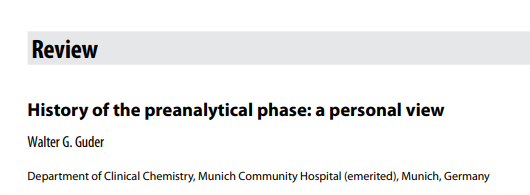 Review
History of the preanalytical phase: a personal view
Walter G. Guder
Department of Clinical Chemistry, Munich Community Hospital (emerited), Munich, Germany